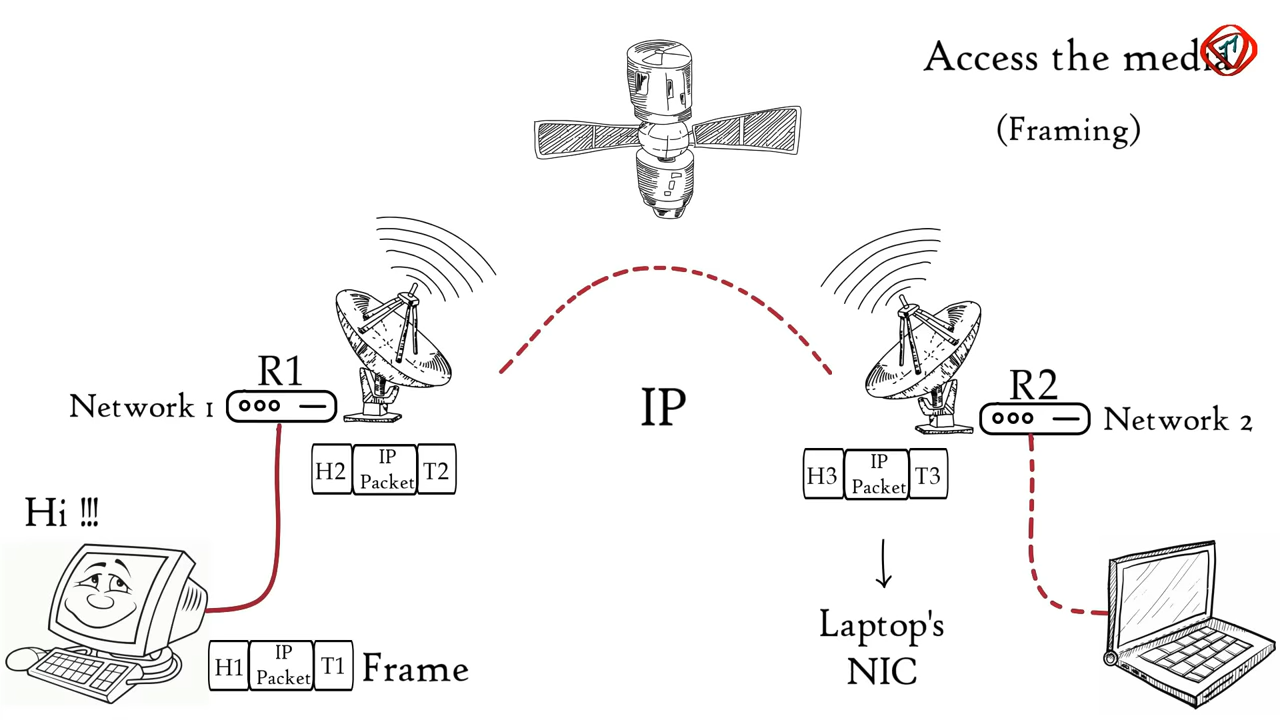 Access the media
(Framing)
R1
Network 1
R2
Network 2
IP
H2 IP Packet T2
H3 IP Packet T3
Hi !!!
Laptop's
NIC
H1 IP Packet T1 Frame